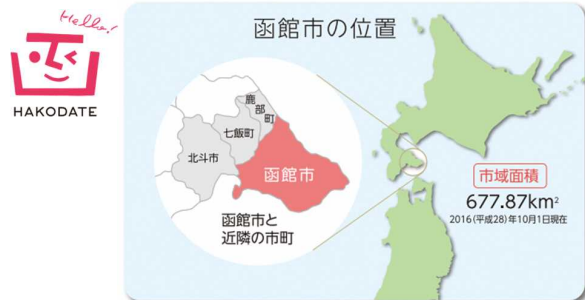 Hello!
HAKODATE
函館市の位置
鹿部町
七飯町
北斗市
函館市
函館市と
近隣の市町
市域面積
677.87km²
2016(平成28)年10月1日現在